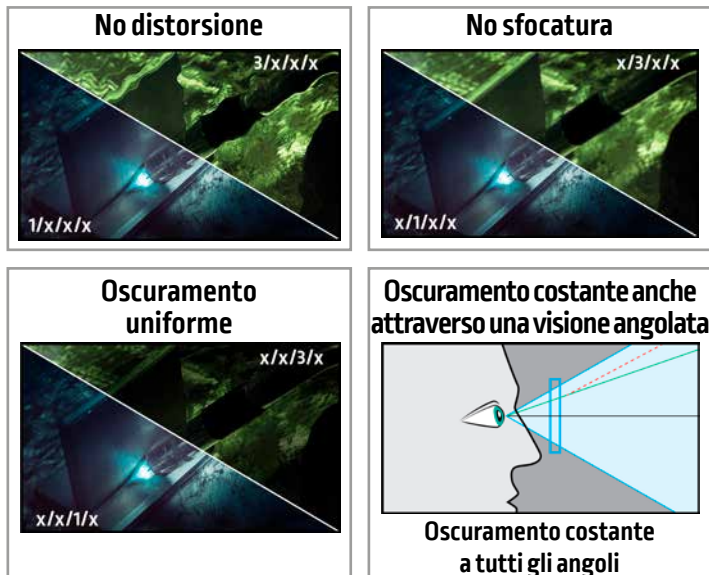 No distorsione
3/x/x/x
1/x/x/x
No sfocatura
x/3/x/x
x/1/x/x
Oscuramento
uniforme
x/x/3/x
x/x/1/x
Oscuramento costante anche
attraverso una visione angolata
Oscuramento costante
a tutti gli angoli